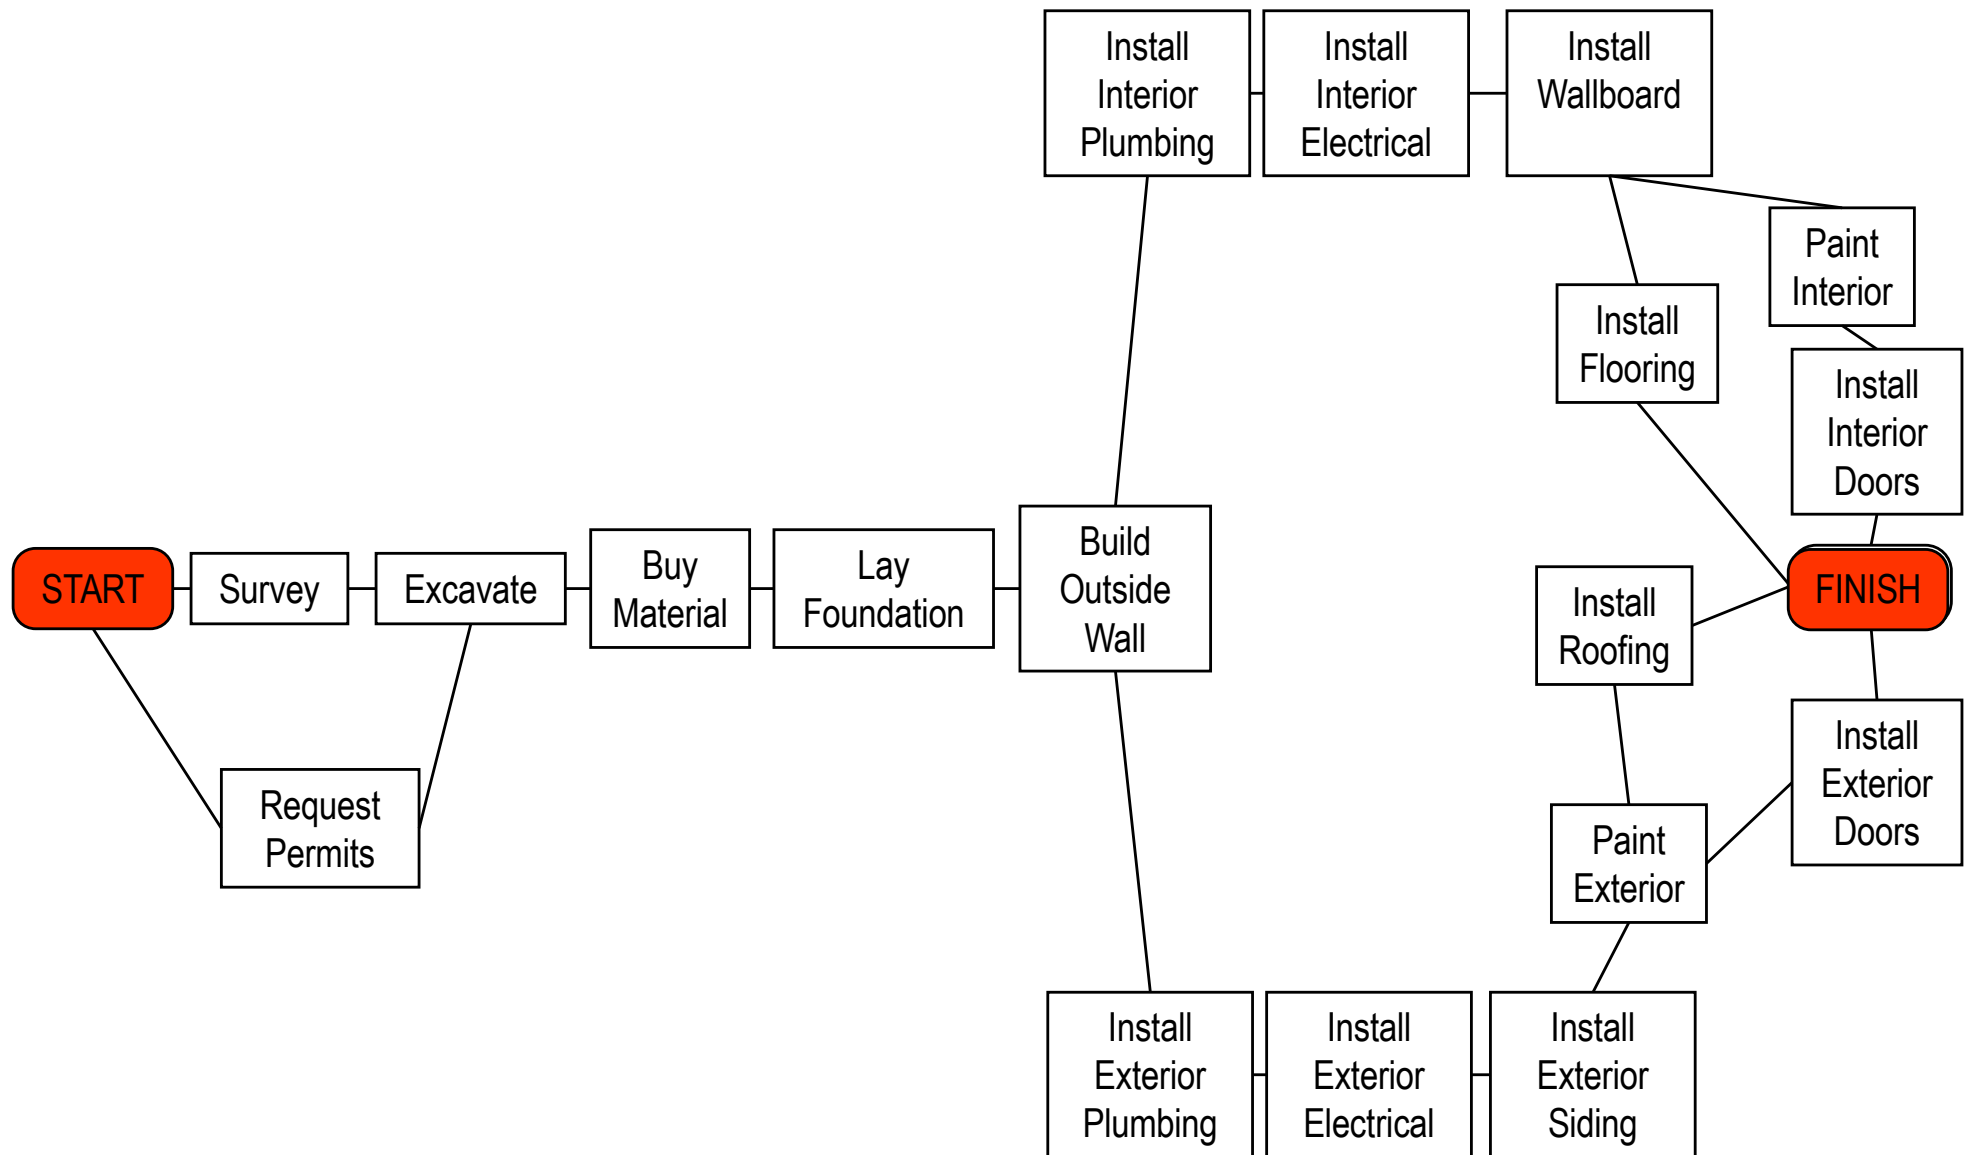 Install
Interior
Plumbing
Install
Interior
Electrical
Install
Wallboard
Paint
Interior
Install
Flooring
Install
Interior
Doors
START
Survey
Excavate
Buy
Material
Lay
Foundation
Build
Outside
Wall
Install
Roofing
FINISH
Request
Permits
Paint
Exterior
Install
Exterior
Doors
Install
Exterior
Plumbing
Install
Exterior
Electrical
Install
Exterior
Siding